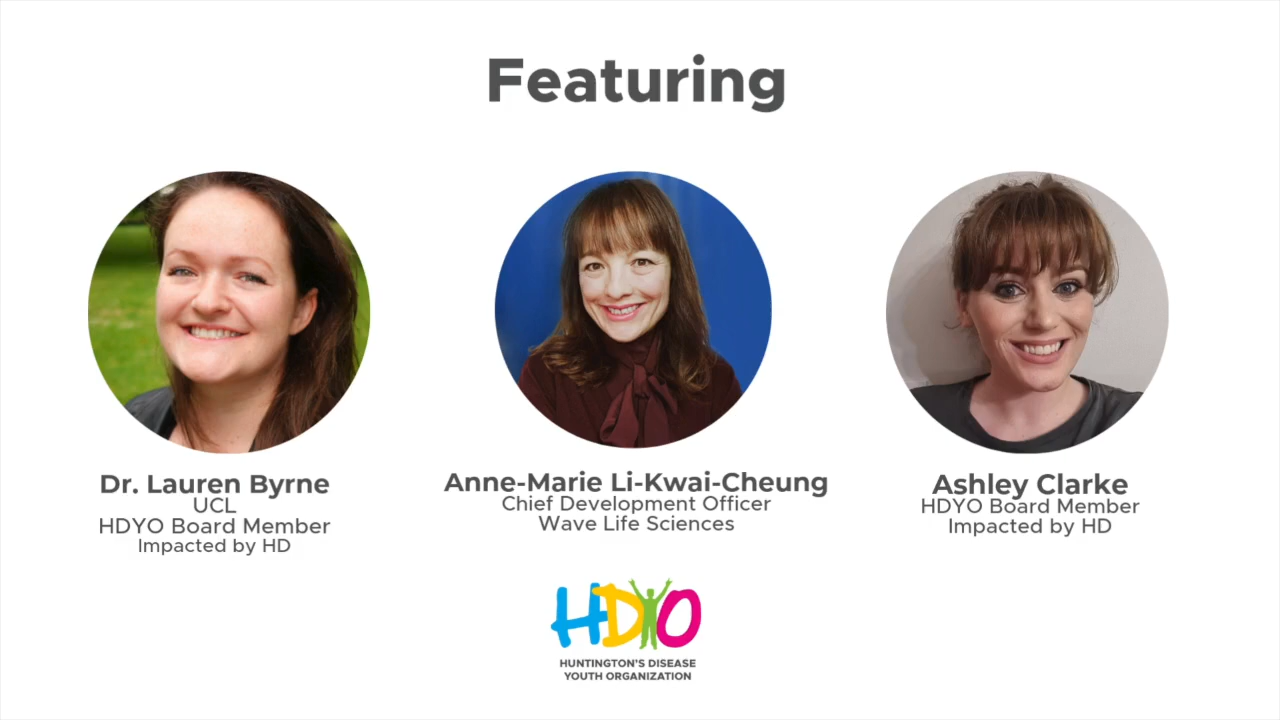 Featuring
Dr. Lauren Byrne
UCL
HDYO Board Member
Impacted by HD
Anne-Marie Li-Kwai-Cheung
Chief Development Officer
Wave Life Sciences
Ashley Clarke
HDYO Board Member
Impacted by HD
HDYO
HUNTINGTON'S DISEASE
YOUTH ORGANIZATION